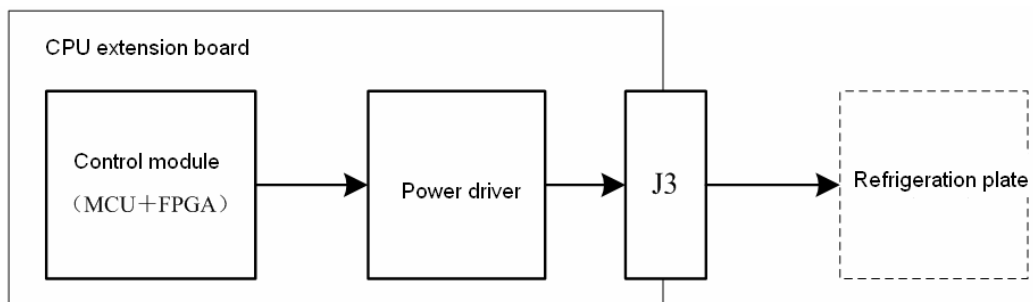 CPU extension board
Control module
（MCU＋FPGA）
Power driver
J3
Refrigeration plate